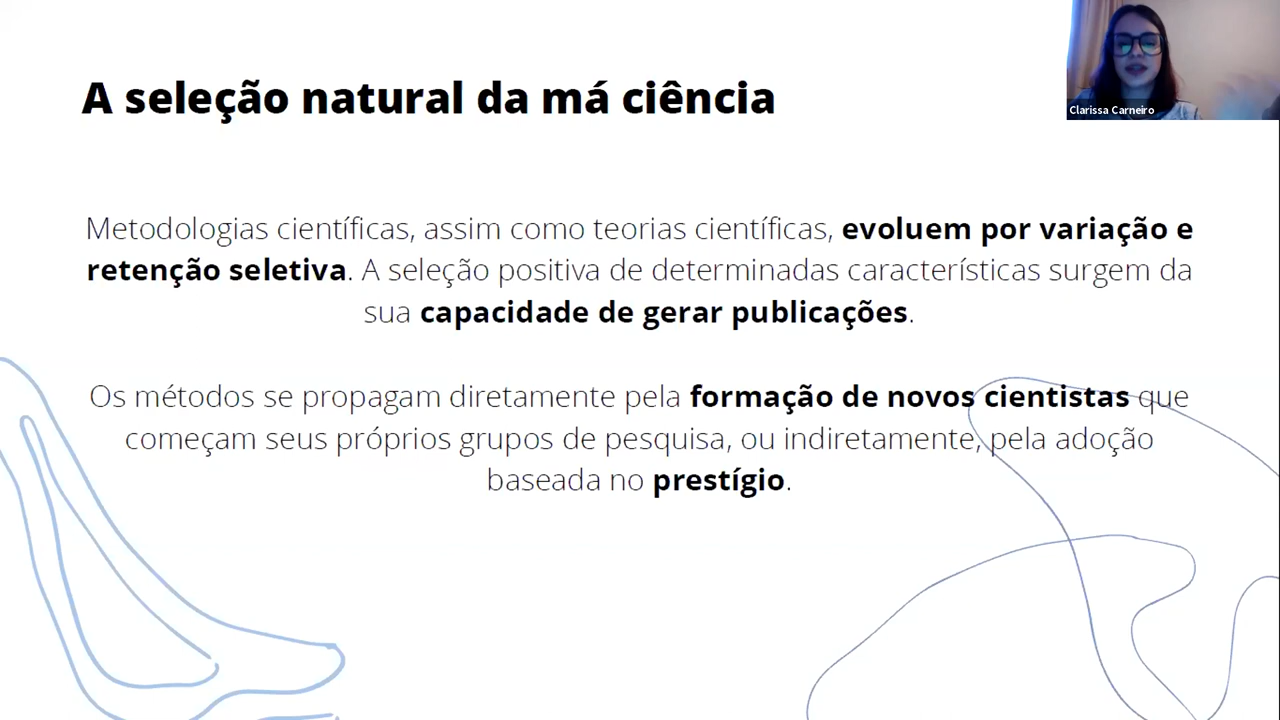 A seleção natural da má ciência
Clarissa Carneiro
Metodologias científicas, assim como teorias científicas, evoluem por variação e
retenção seletiva. A seleção positiva de determinadas características surgem da
sua capacidade de gerar publicações.
Os métodos se propagam diretamente pela formação de novos cientistas que
começam seus próprios grupos de pesquisa, ou indiretamente, pela adoção
baseada no prestígio.